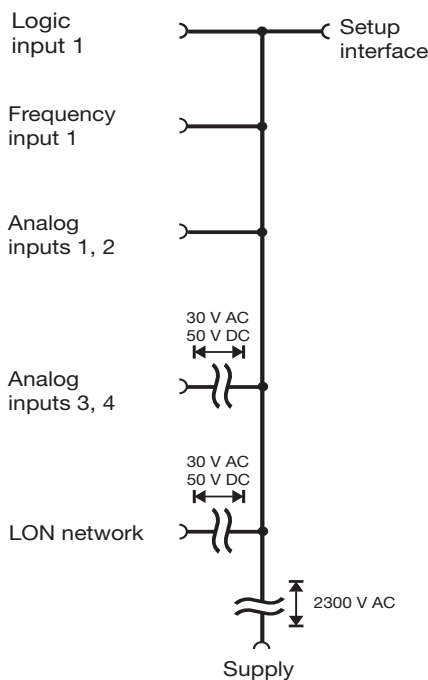 Logic
input 1
Setup
interface
Frequency
input 1
Analog
inputs 1, 2
30 V AC
50 V DC
Analog
inputs 3, 4
30 V AC
50 V DC
LON network
2300 V AC
Supply